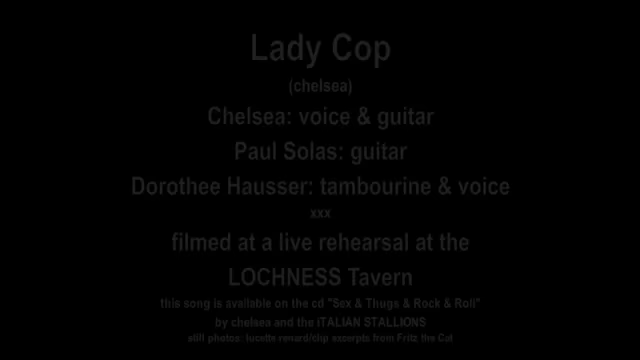 Lady Cop
(chelsea)
Chelsea: voice & guitar
Paul Solas: guitar
Dorothee Hausser: tambourine & voice
xxx
filmed at a live rehearsal at the
LOCHNESS Tavern
this song is available on the cd "Sex & Thugs & Rock & Roll"
by chelsea and the iTALIAN STALLIONS
still photos: lucette renard/clip excerpts from Fritz the Cat